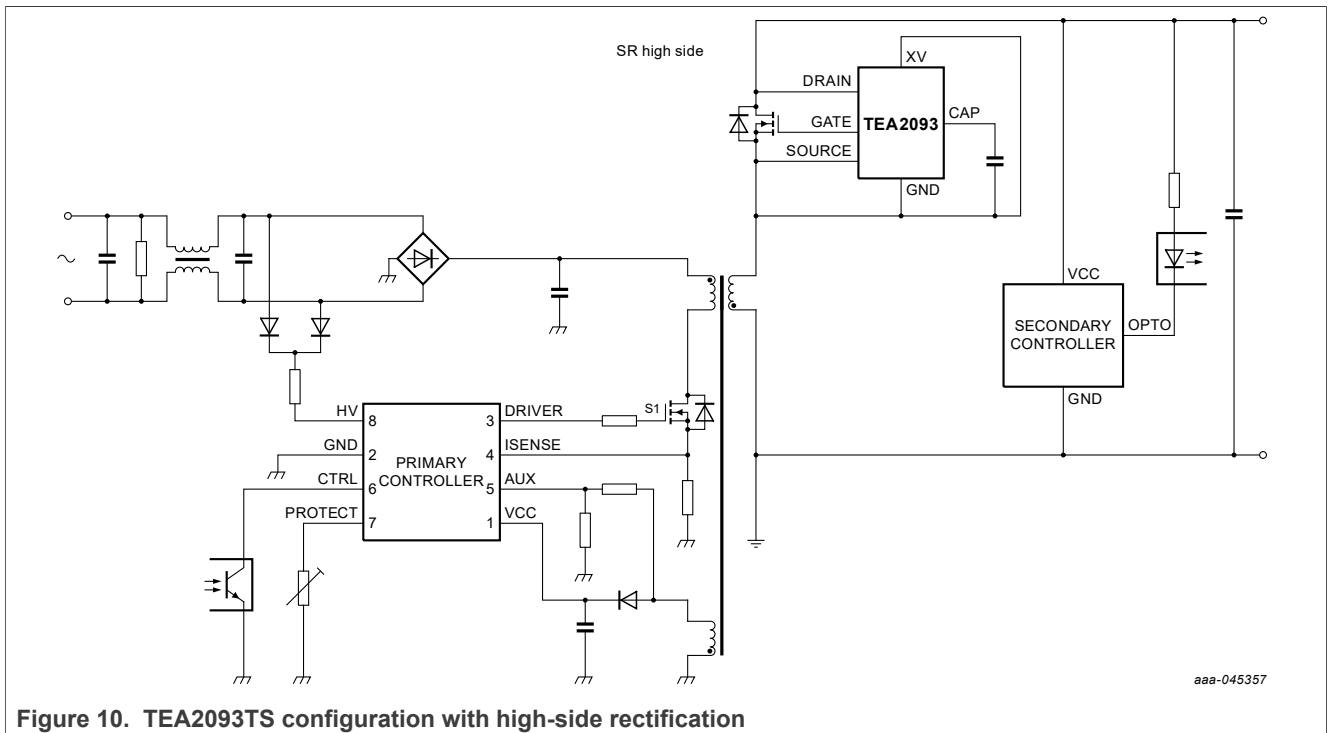 SR high side
XV
DRAIN
GATE
TEA2093
CAP
SOURCE
GND
VCC
SECONDARY
CONTROLLER
OPTO
GND
HV
8
3
DRIVER
S1
GND
2
4
ISENSE
PRIMARY
CONTROLLER
CTRL
6
5
AUX
PROTECT
7
1
VCC
aaa-045357
Figure 10. TEA2093TS configuration with high-side rectification